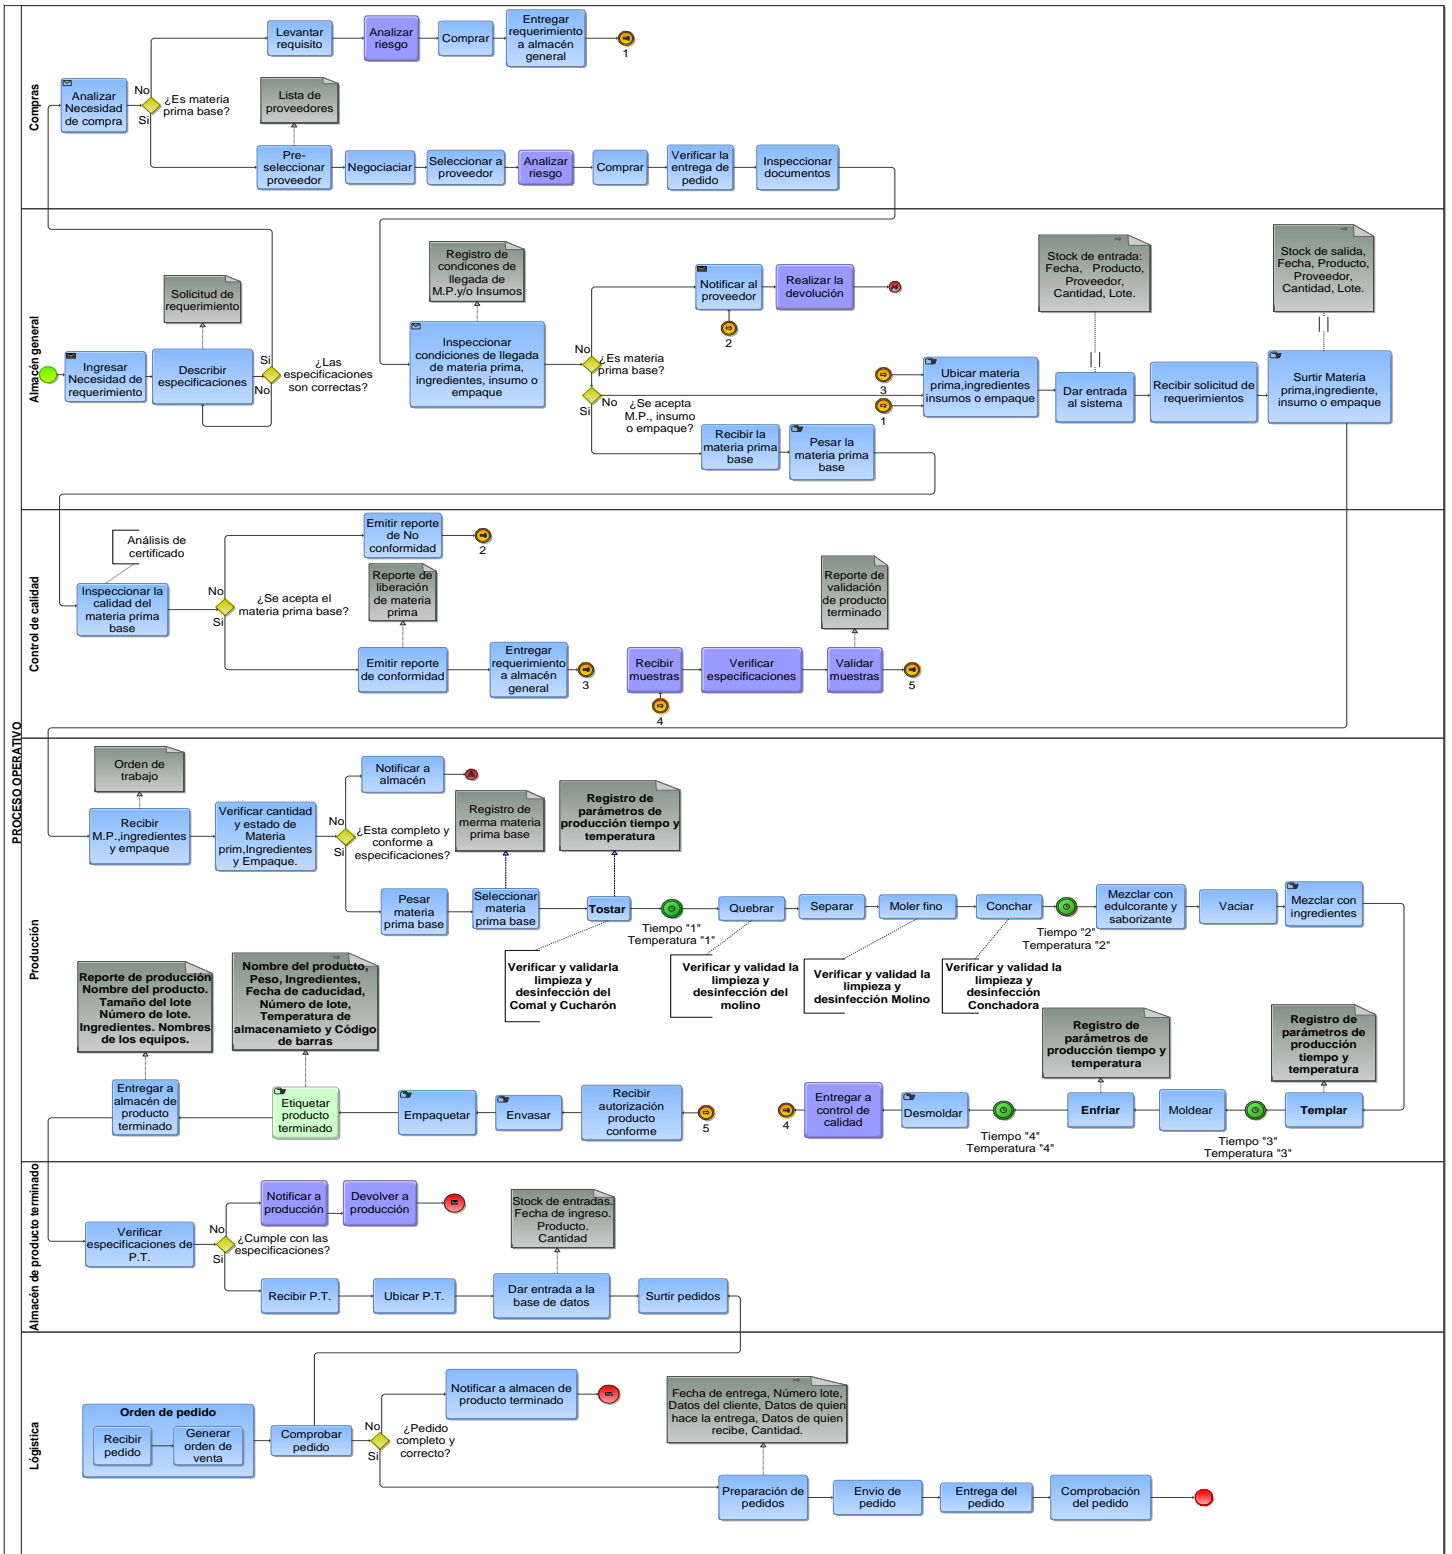 PROCESO OPERATIVO
Compras
Analizar
Necesidad
de compra
No
Si
¿Es materia
prima base?
Levantar
requisito
Analizar
riesgo
Comprar
Entregar
requerimiento
a almacén
general
1
Lista de
proveedores
Pre-
seleccionar
proveedor
Negociaciar
Seleccionar a
proveedor
Analizar
riesgo
Comprar
Verificar la
entrega de
pedido
Inspeccionar
documentos
Almacén general
Ingresar
Necesidad de
requerimiento
Solicitud de
requerimiento
Describir
especificaciones
Si
No
¿Las
especificaciones
son correctas?
Registro de
condicones de
llegada de
M.P.y/o Insumos
Inspeccionar
condiciones de llegada
de materia prima,
ingredientes, insumo o
empaque
No
¿Es materia
prima base?
Notificar al
proveedor
2
Realizar la
devolución
No
Si
¿Se acepta
M.P., insumo
o empaque?
Recibir la
materia prima
base
Pesar la
materia prima
base
3
1
Ubicar materia
prima,ingredientes
insumos o empaque
Stock de entrada:
Fecha, Producto,
Proveedor,
Cantidad, Lote.
Dar entrada
al sistema
Recibir solicitud de
requerimientos
Stock de salida,
Fecha, Producto,
Proveedor,
Cantidad, Lote.
Surtir Materia
prima,ingrediente,
insumo o empaque
Control de calidad
Análisis de
certificado
Inspeccionar la
calidad del
materia prima
base
No
Si
¿Se acepta el
materia prima base?
Emitir reporte
de No
conformidad
2
Reporte de
liberación
de materia
prima
Emitir reporte
de conformidad
Entregar
requerimiento
a almacén
general
3
Recibir
muestras
4
Verificar
especificaciones
Reporte de
validación
de producto
terminado
Validar
muestras
5
Producción
Orden de
trabajo
Recibir
M.P.,ingredientes
y empaque
Verificar cantidad
y estado de
Materia
prim,Ingredientes
y Empaque.
No
Si
¿Esta completo y
conforme a
especificaciones?
Notificar a
almacén
Pesar
materia
prima base
Registro de
merma materia
prima base
Seleccionar
materia
prima base
Registro de
parámetros de
producción tiempo y
temperatura
Tostar
Tiempo "1"
Temperatura "1"
Quebrar
Separar
Moler fino
Conchar
Tiempo "2"
Temperatura "2"
Mezclar con
edulcorante y
saborizante
Vaciar
Mezclar con
ingredientes
Verificar y validarla
limpieza y
desinfección del
Comal y Cucharón
Verificar y validad la
limpieza y
desinfección del
molino
Verificar y validad la
limpieza y
desinfección Molino
Verificar y validad la
limpieza y
desinfección
Conchadora
Reporte de producción
Nombre del producto.
Tamaño del lote
Número de lote.
Ingredientes. Nombres
de los equipos.
Entregar a
almacén de
producto
terminado
Nombre del producto,
Peso, Ingredientes,
Fecha de caducidad,
Número de lote,
Temperatura de
almacenamieto y Código
de barras
Etiquetar
producto
terminado
Empaquetar
Envasar
Recibir
autorización
producto
conforme
5
4
Entregar a
control de
calidad
Desmoldar
Tiempo "4"
Temperatura "4"
Registro de
parámetros de
producción tiempo y
temperatura
Enfriar
Moldear
Tiempo "3"
Temperatura "3"
Registro de
parámetros de
producción
tiempo y
temperatura
Templar
Almacén de producto terminado
Verificar
especificaciones de
P.T.
No
Si
¿Cumple con las
especificaciones?
Notificar a
producción
Devolver a
producción
Recibir P.T.
Ubicar P.T.
Stock de entradas.
Fecha de ingreso.
Producto.
Cantidad
Dar entrada a la
base de datos
Surtir pedidos
Lógistica
Orden de pedido
Recibir
pedido
Generar
orden de
venta
Comprobar
pedido
No
Si
¿Pedido
completo y
correcto?
Notificar a almacen de
producto terminado
Fecha de entrega, Número lote,
Datos del cliente, Datos de quien
hace la entrega, Datos de quien
recibe, Cantidad.
Preparación de
pedidos
Envio de
pedido
Entrega del
pedido
Comprobación
del pedido